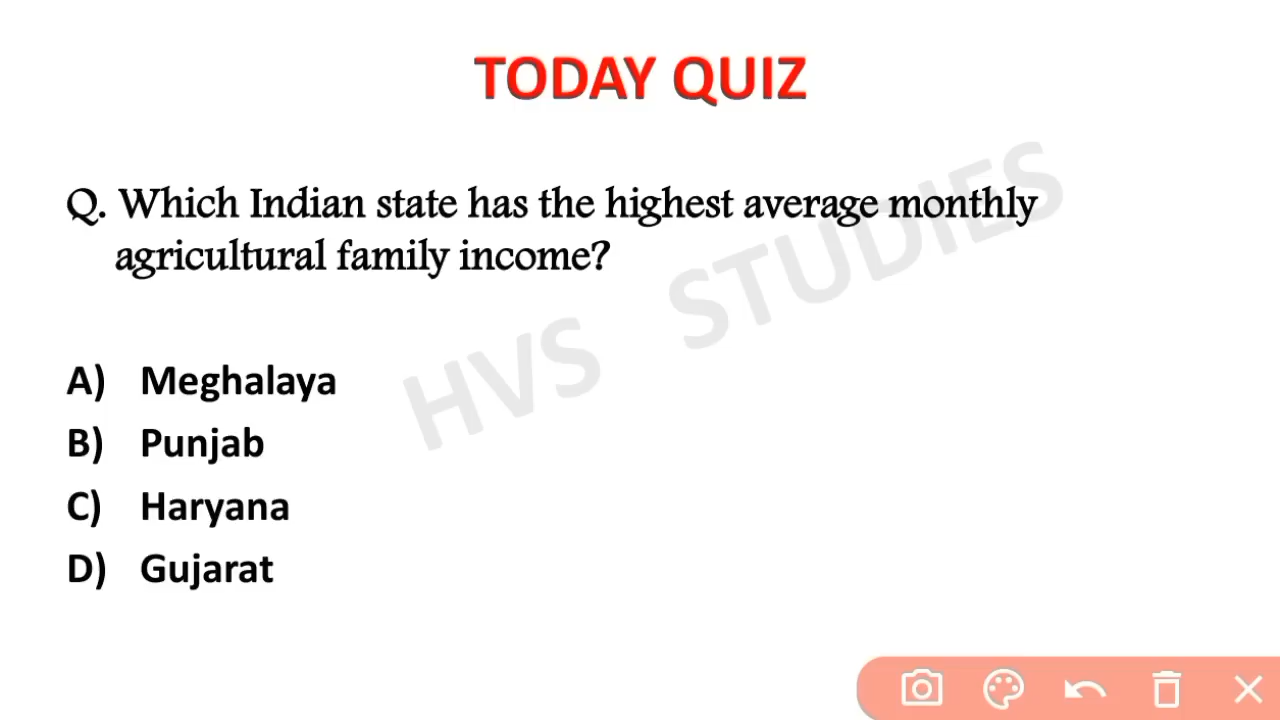 TODAY QUIZ
Q. Which Indian state has the highest average monthly
agricultural family income?
HVS STUDIES
A) Meghalaya
B) Punjab
C) Haryana
D) Gujarat